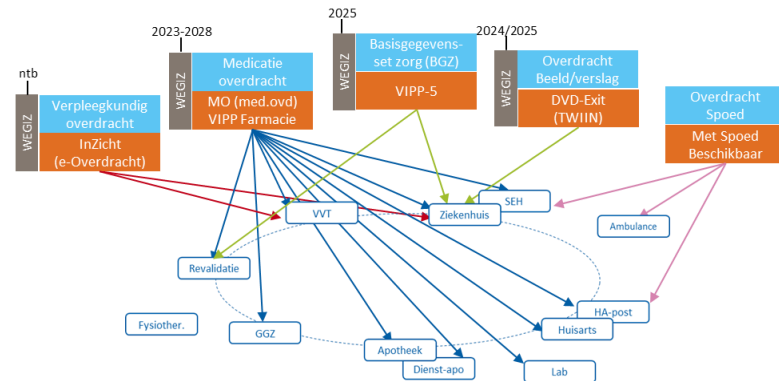 ntb
WEGIZ
Verpleegkundig
overdracht
InZicht
(e-Overdracht)
2023-2028
WEGIZ
Medicatie
overdracht
MO (med.ovd)
VIPP Farmacie
2025
WEGIZ
Basisgegevens-
set zorg (BGZ)
VIPP-5
2024/2025
WEGIZ
Overdracht
Beeld/verslag
DVD-Exit
(TWIIN)
Overdracht
Spoed
Met Spoed
Beschikbaar
SEH
VVT
Ziekenhuis
Ambulance
Revalidatie
HA-post
Fysiother.
GGZ
Huisarts
Apotheek
Dienst-apo
Lab